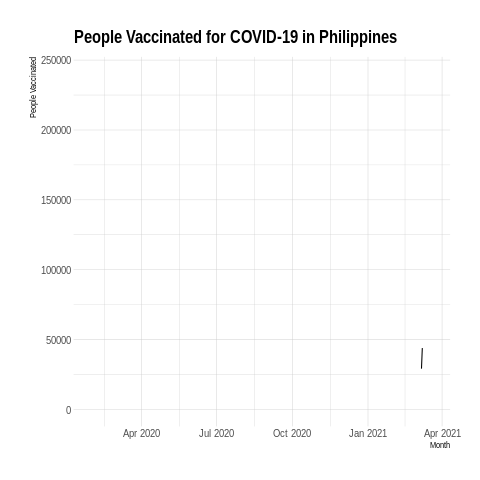 People Vaccinated for COVID-19 in Philippines
People Vaccinated
250000
200000
150000
100000
50000
0
Apr 2020 Jul 2020 Oct 2020 Jan 2021 Apr 2021
Month